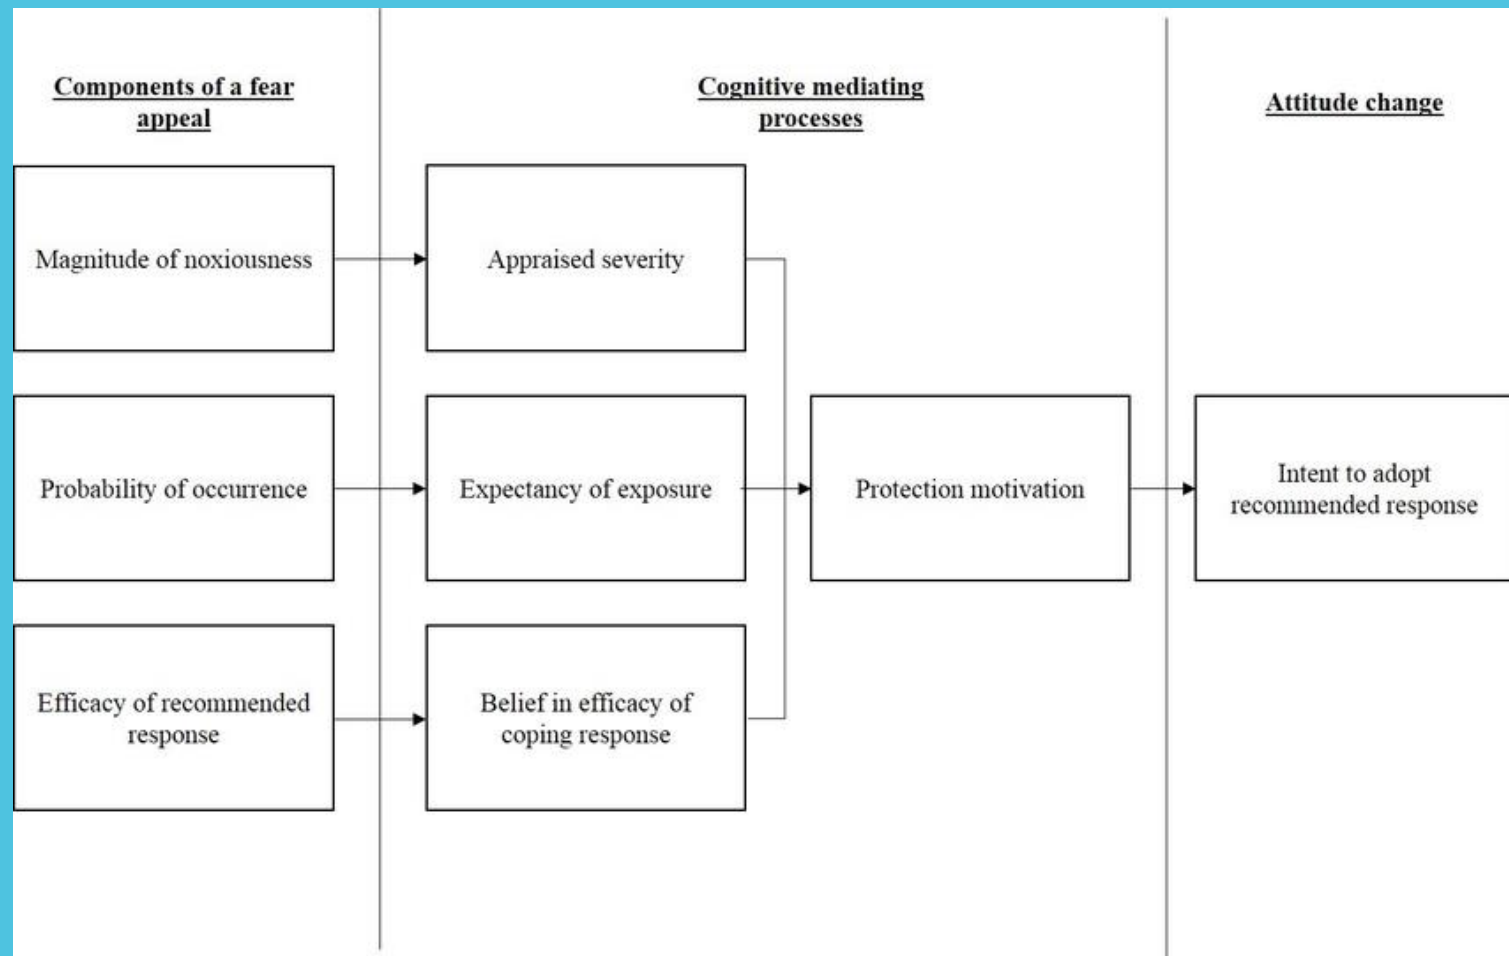 Components of a fear
appeal
Cognitive mediating
processes
Attitude change
Magnitude of noxiousness
Appraised severity
Probability of occurrence
Expectancy of exposure
Protection motivation
Intent to adopt
recommended response
Efficacy of recommended
response
Belief in efficacy of
coping response